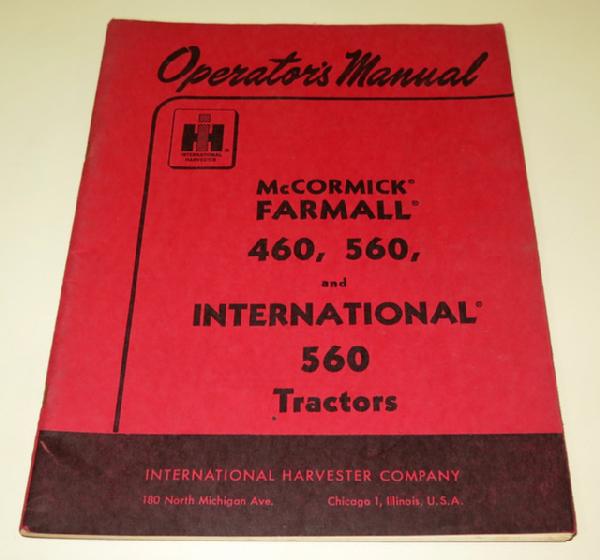 Operator's Manual
IH
INTERNATIONAL
HARVESTER ®
McCORMICK®
FARMALL®
460, 560,
and
INTERNATIONAL®
560
Tractors
INTERNATIONAL HARVESTER COMPANY
180 North Michigan Ave. Chicago 1, Illinois, U.S.A.